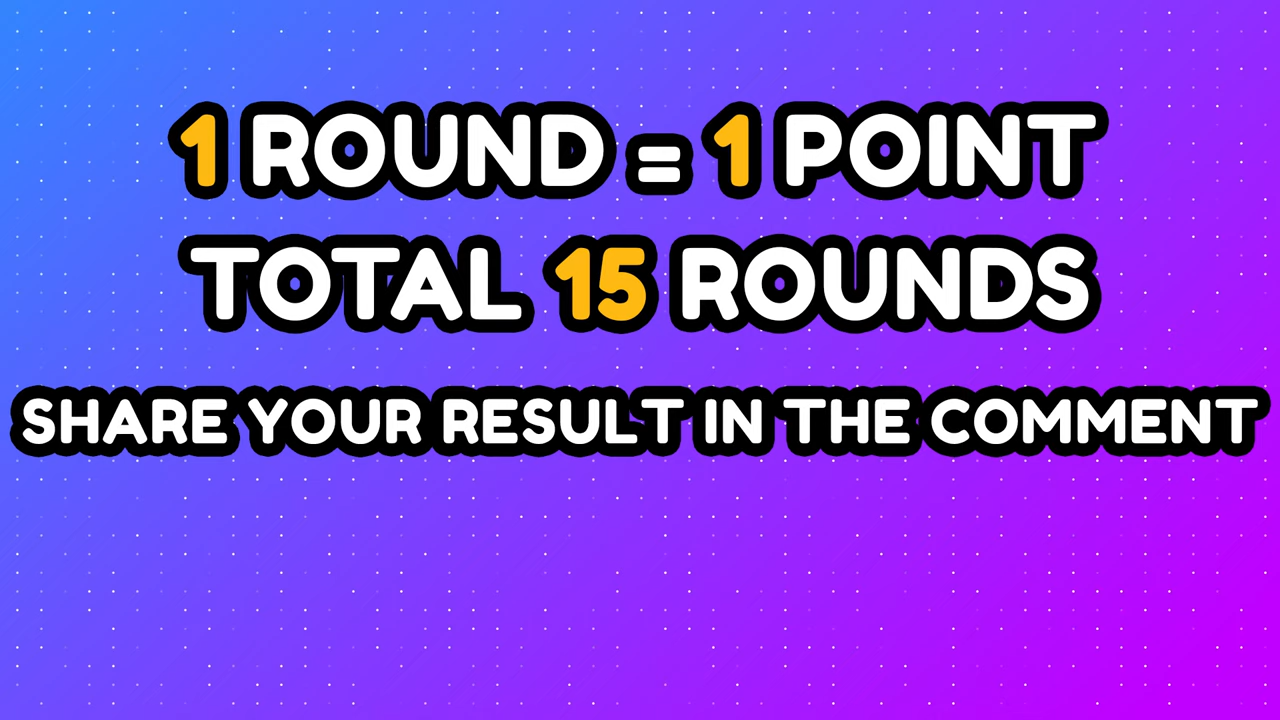 1 ROUND = 1 POINT
TOTAL 15 ROUNDS
SHARE YOUR RESULT IN THE COMMENT